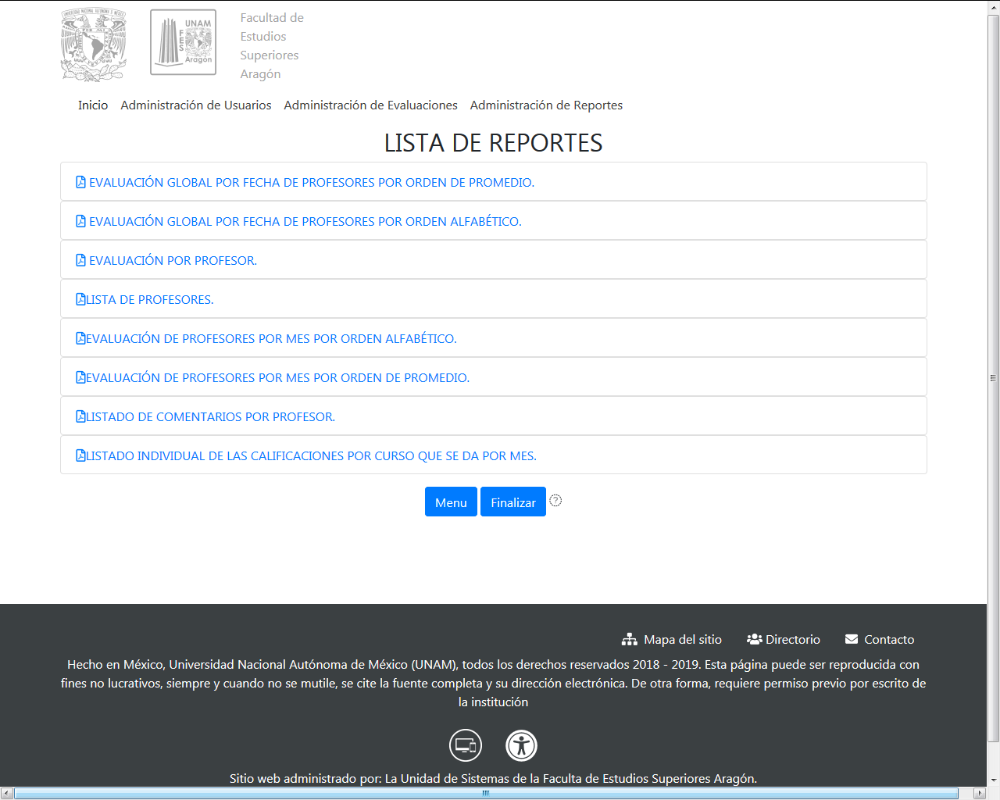 UNAM
FES
Aragón
Facultad de
Estudios
Superiores
Aragón
Inicio Administración de Usuarios Administración de Evaluaciones Administración de Reportes
LISTA DE REPORTES
EVALUACIÓN GLOBAL POR FECHA DE PROFESORES POR ORDEN DE PROMEDIO.
EVALUACIÓN GLOBAL POR FECHA DE PROFESORES POR ORDEN ALFABÉTICO.
EVALUACIÓN POR PROFESOR.
LISTA DE PROFESORES.
EVALUACIÓN DE PROFESORES POR MES POR ORDEN ALFABÉTICO.
EVALUACIÓN DE PROFESORES POR MES POR ORDEN DE PROMEDIO.
LISTADO DE COMENTARIOS POR PROFESOR.
LISTADO INDIVIDUAL DE LAS CALIFICACIONES POR CURSO QUE SE DA POR MES.
Menu Finalizar ?
Mapa del sitio Directorio Contacto
Hecho en México, Universidad Nacional Autónoma de México (UNAM), todos los derechos reservados 2018 - 2019. Esta página puede ser reproducida con
fines no lucrativos, siempre y cuando no se mutile, se cite la fuente completa y su dirección electrónica. De otra forma, requiere permiso previo por escrito de
la institución
Sitio web administrado por: La Unidad de Sistemas de la Faculta de Estudios Superiores Aragón.